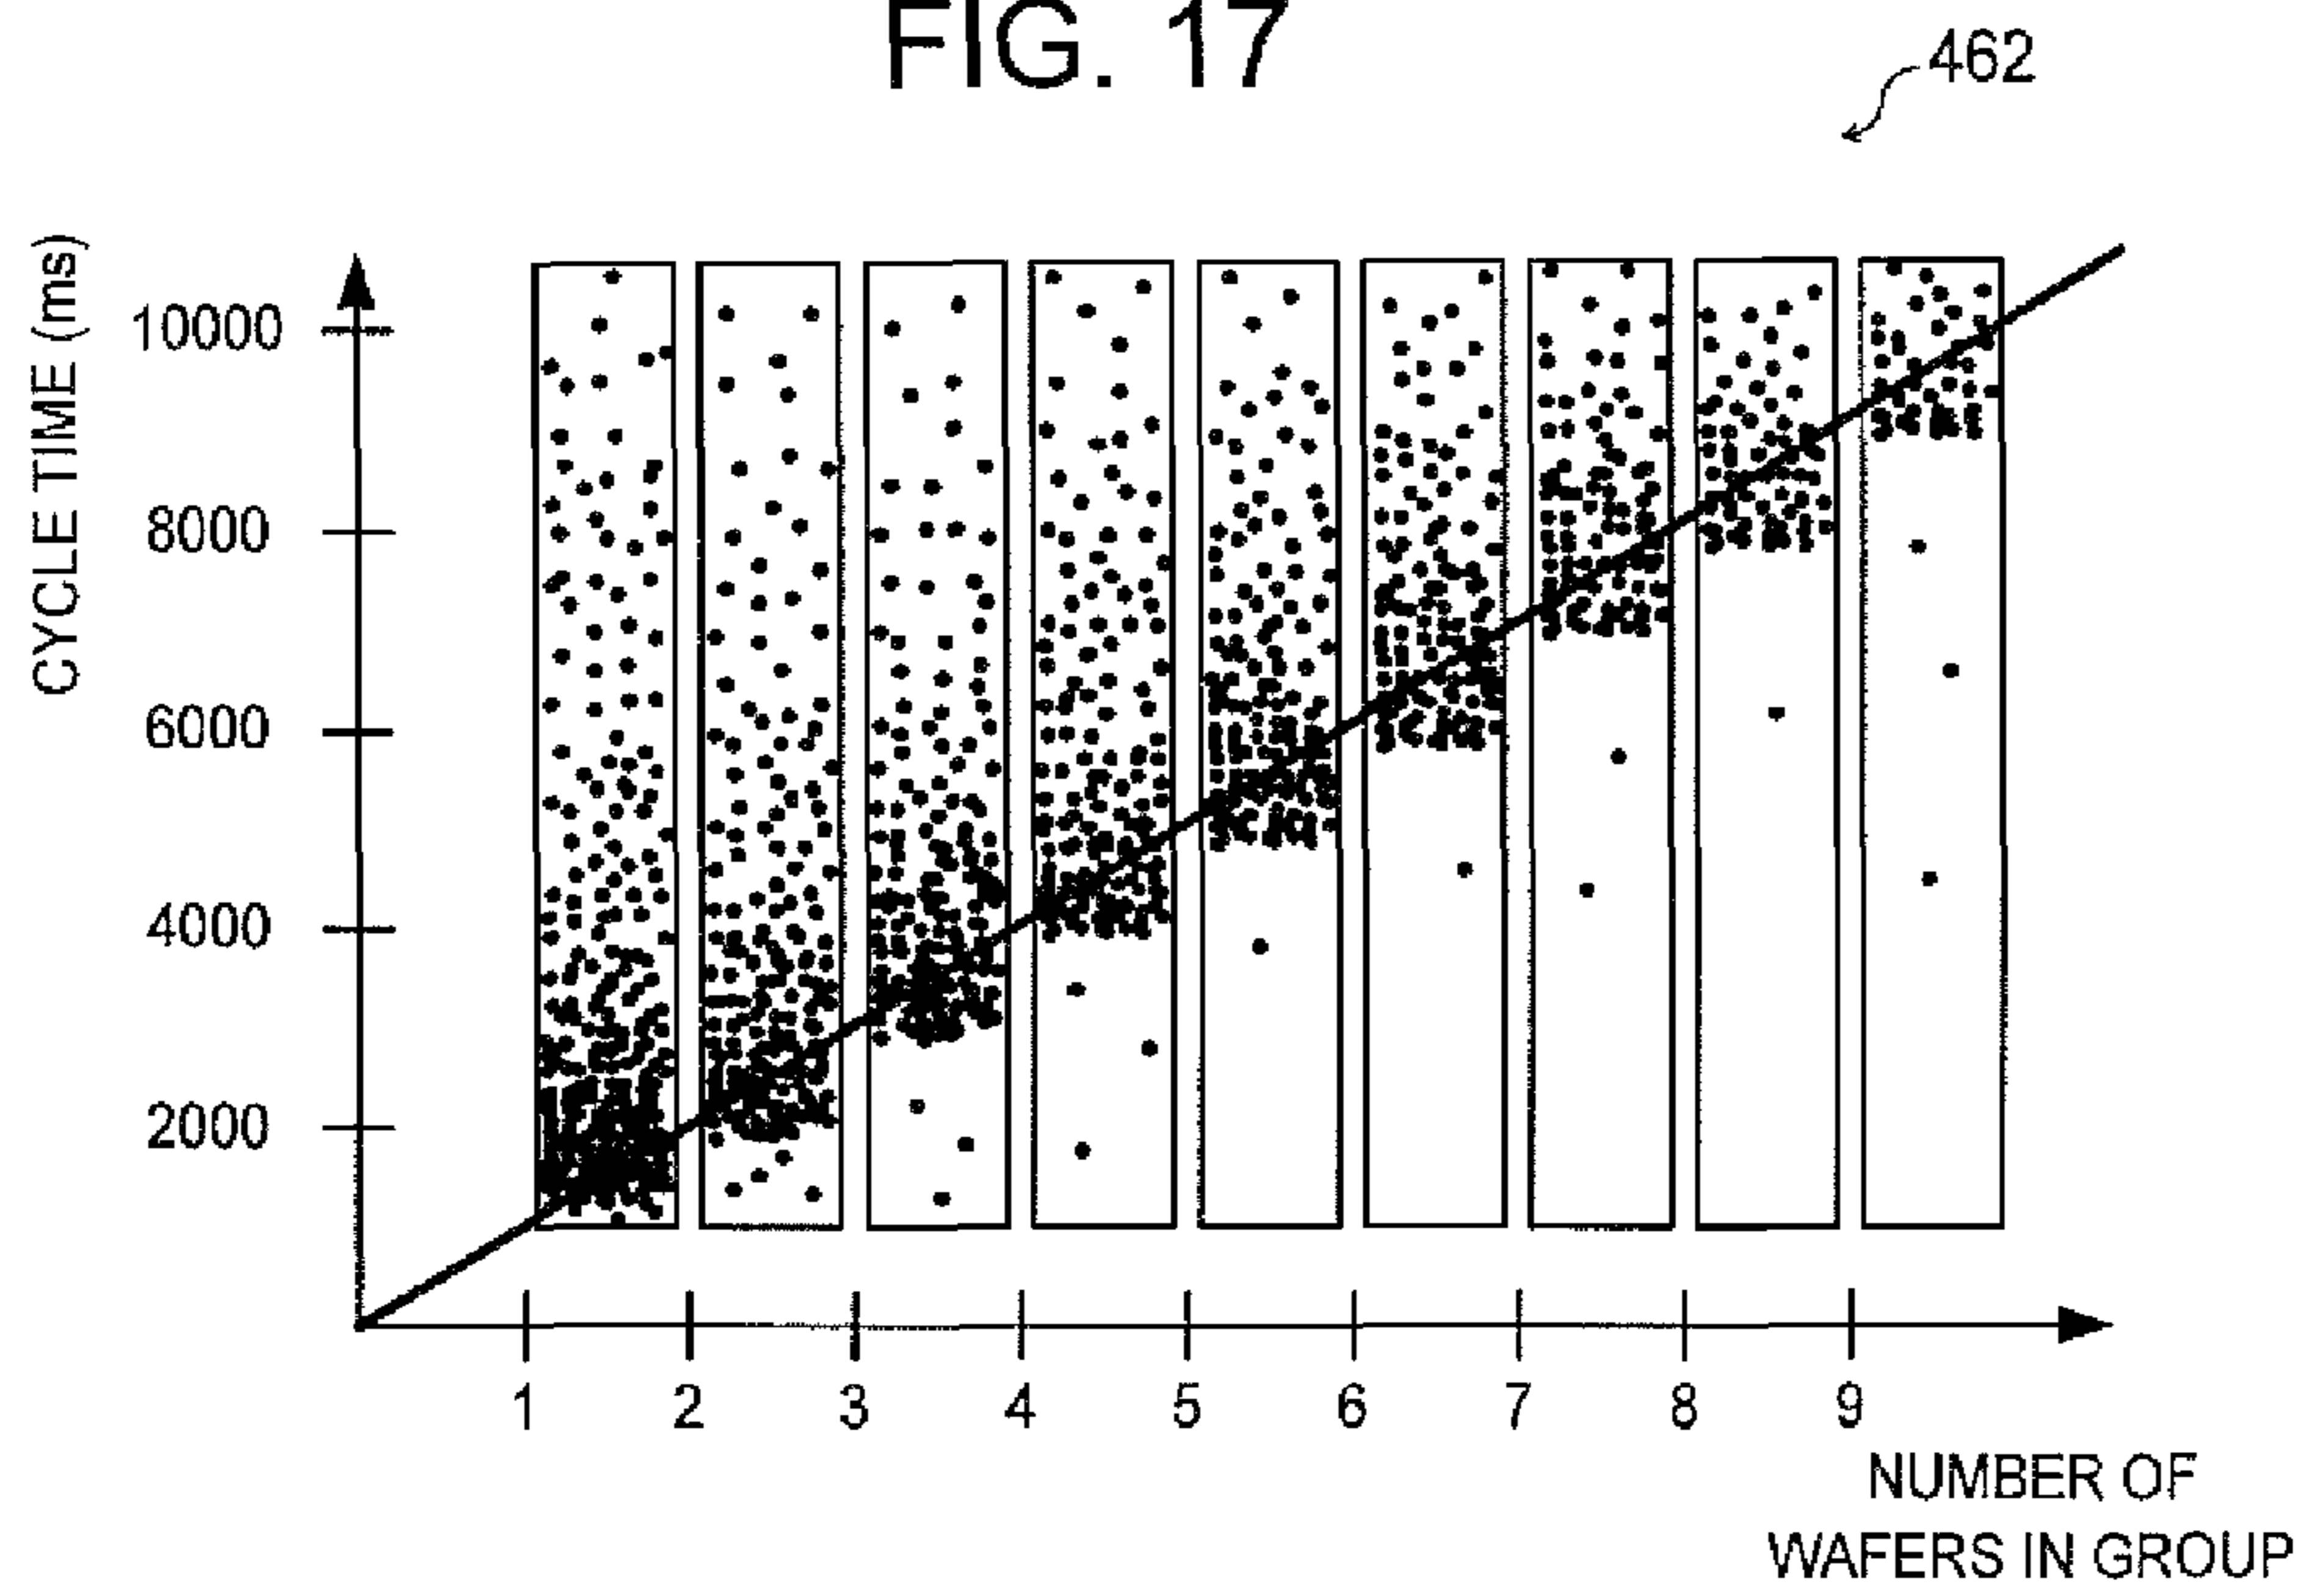 FIG. 17
462
CYCLE TIME (ms)
10000
8000
6000
4000
2000
1 2 3 4 5 6 7 8 9
NUMBER OF
WAFERS IN GROUP